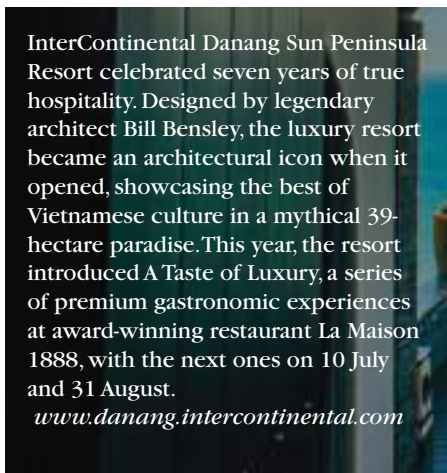 InterContinental Danang Sun Peninsula
Resort celebrated seven years of true
hospitality. Designed by legendary
architect Bill Bensley, the luxury resort
became an architectural icon when it
opened, showcasing the best of
Vietnamese culture in a mythical 39-
hectare paradise. This year, the resort
introduced A Taste of Luxury, a series
of premium gastronomic experiences
at award-winning restaurant La Maison
1888, with the next ones on 10 July
and 31 August.
www.danang.intercontinental.com